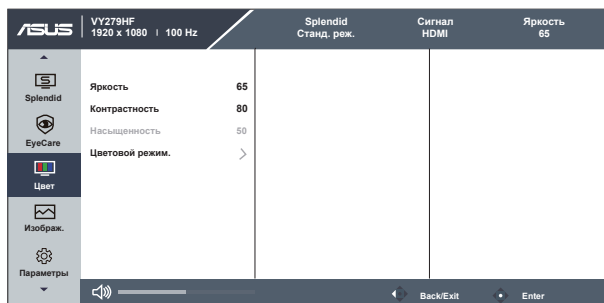 ASUS
VY279HF
1920 x 1080 | 100 Hz
Splendid
Станд. реж.
Сигнал
HDMI
Яркость
65
Splendid
EyeCare
Цвет
Изображ.
Параметры
Яркость 65
Контрастность 80
Насыщенность 50
Цветовой режим.
Back/Exit
Enter